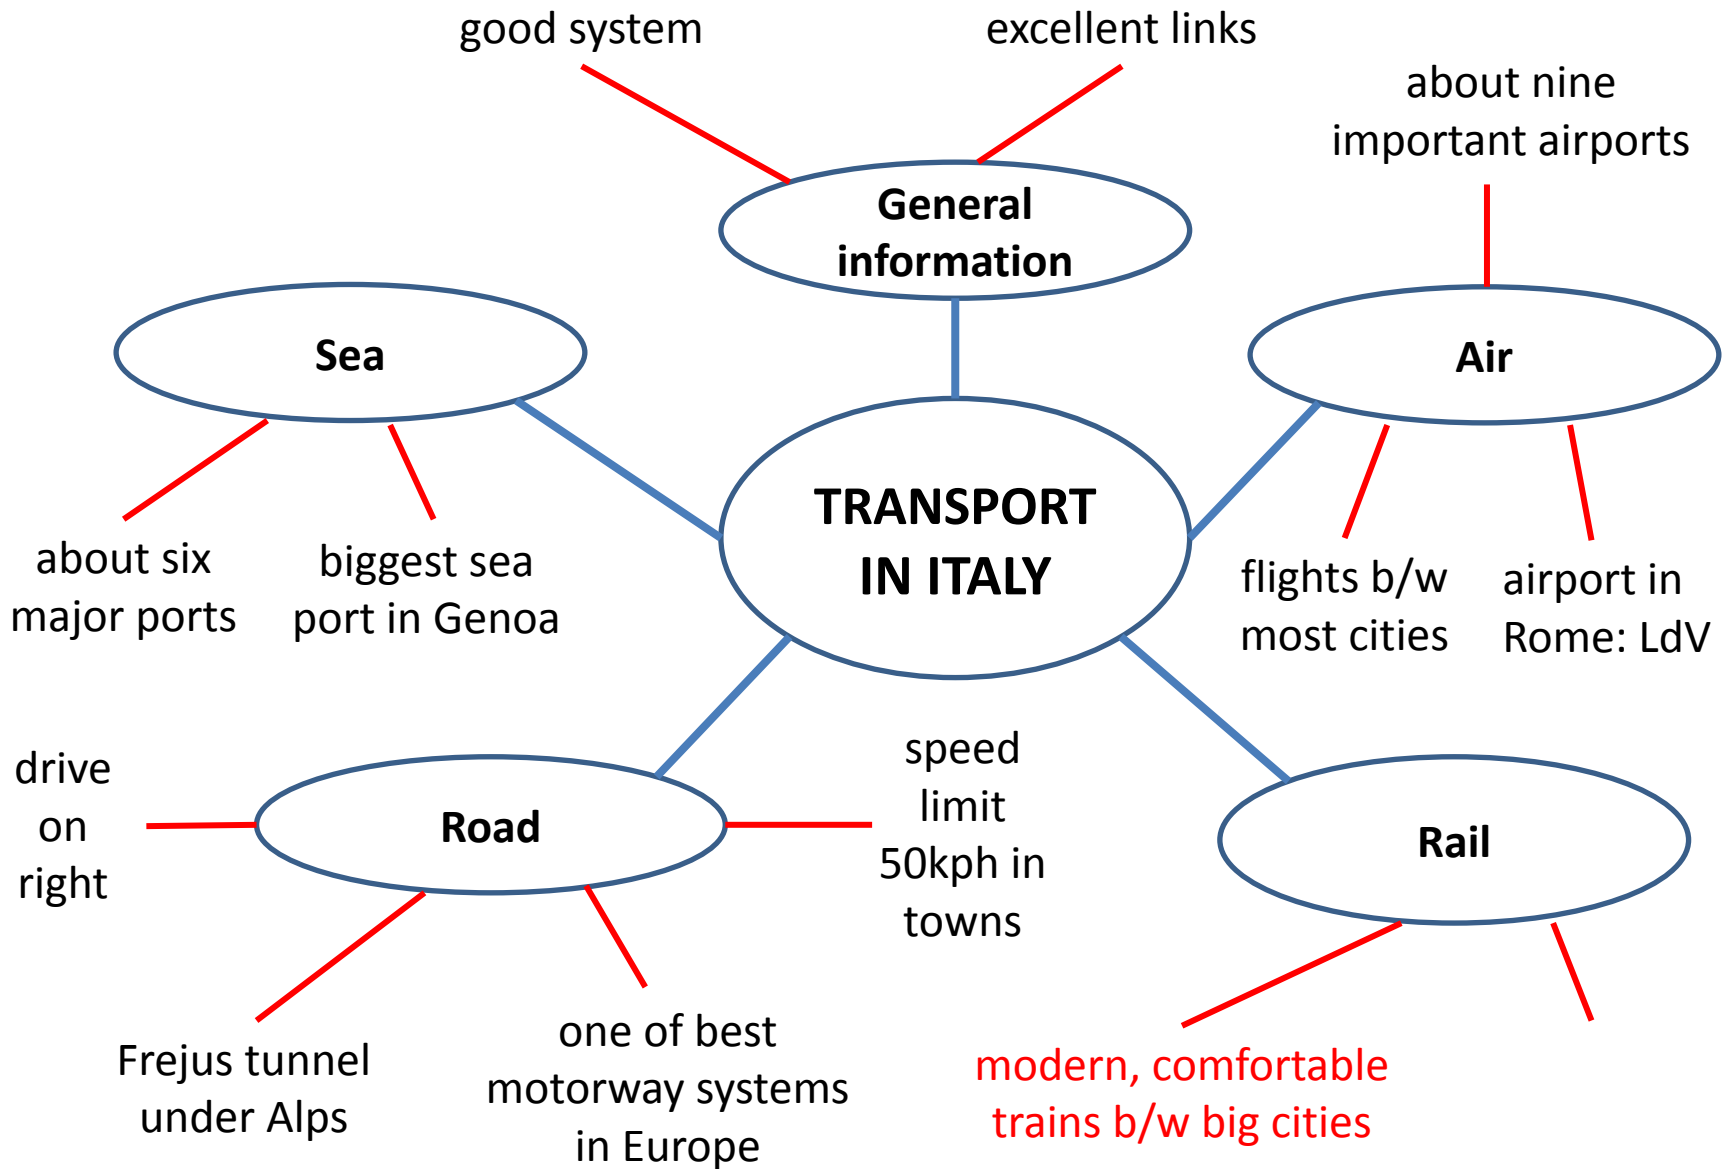 good system
excellent links
about nine
important airports
General
information
Sea
Air
TRANSPORT
IN ITALY
about six
major ports
biggest sea
port in Genoa
flights b/w
most cities
airport in
Rome: LdV
drive
on
right
Road
speed
limit
50kph in
towns
Rail
Frejus tunnel
under Alps
one of best
motorway systems
in Europe
modern, comfortable
trains b/w big cities